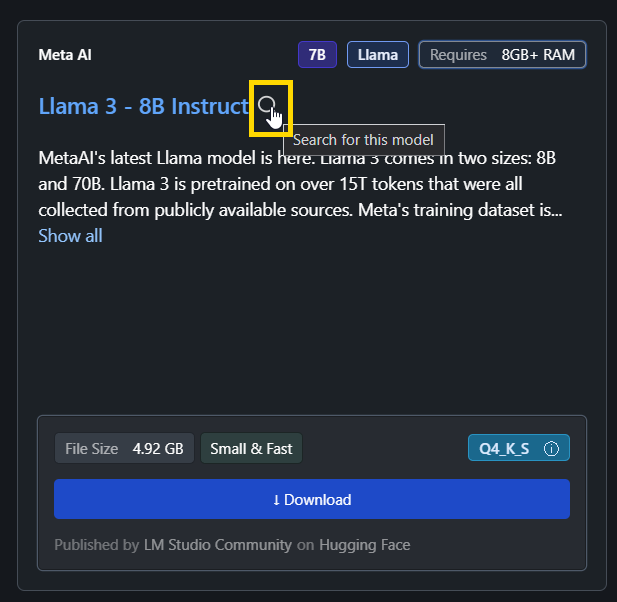 Meta AI
7B
Llama
Requires 8GB+ RAM
Llama 3 - 8B Instruct
Search for this model
MetaAI's latest Llama model is here. Llama 3 comes in two sizes: 8B
and 70B. Llama 3 is pretrained on over 15T tokens that were all
collected from publicly available sources. Meta's training dataset is...
Show all
File Size 4.92 GB
Small & Fast
Q4_K_S
Download
Published by LM Studio Community on Hugging Face